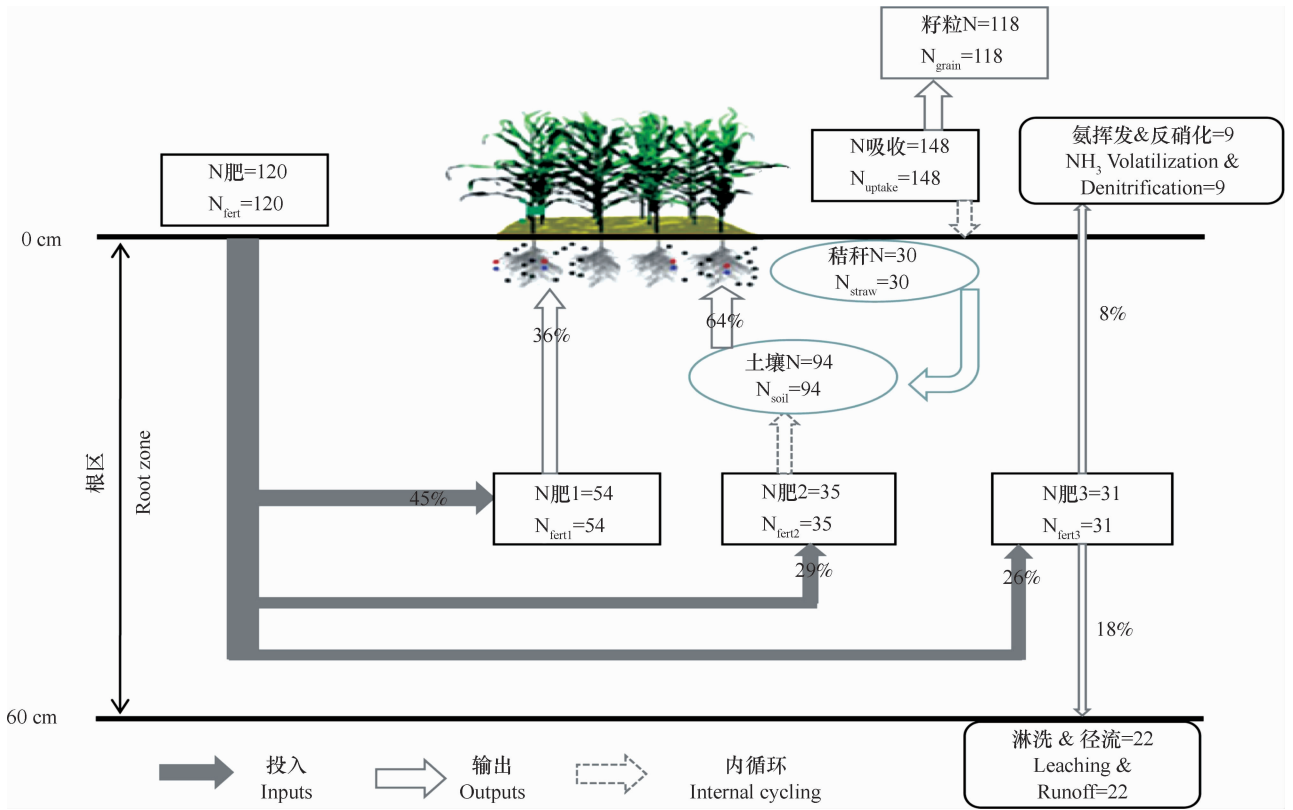 籽粒N=118
Ngrain=118
N吸收=148
Nuptake=148
氨挥发&反硝化=9
NH3 Volatilization &
Denitrification=9
N肥=120
Nfert=120
0 cm
秸秆N=30
Nstraw=30
36%
64%
8%
土壤N=94
Nsoil=94
根区
Root zone
45%
N肥1=54
Nfert1=54
N肥2=35
Nfert2=35
N肥3=31
Nfert3=31
29%
26%
18%
60 cm
淋洗 & 径流=22
Leaching &
Runoff=22
投入
Inputs
输出
Outputs
内循环
Internal cycling